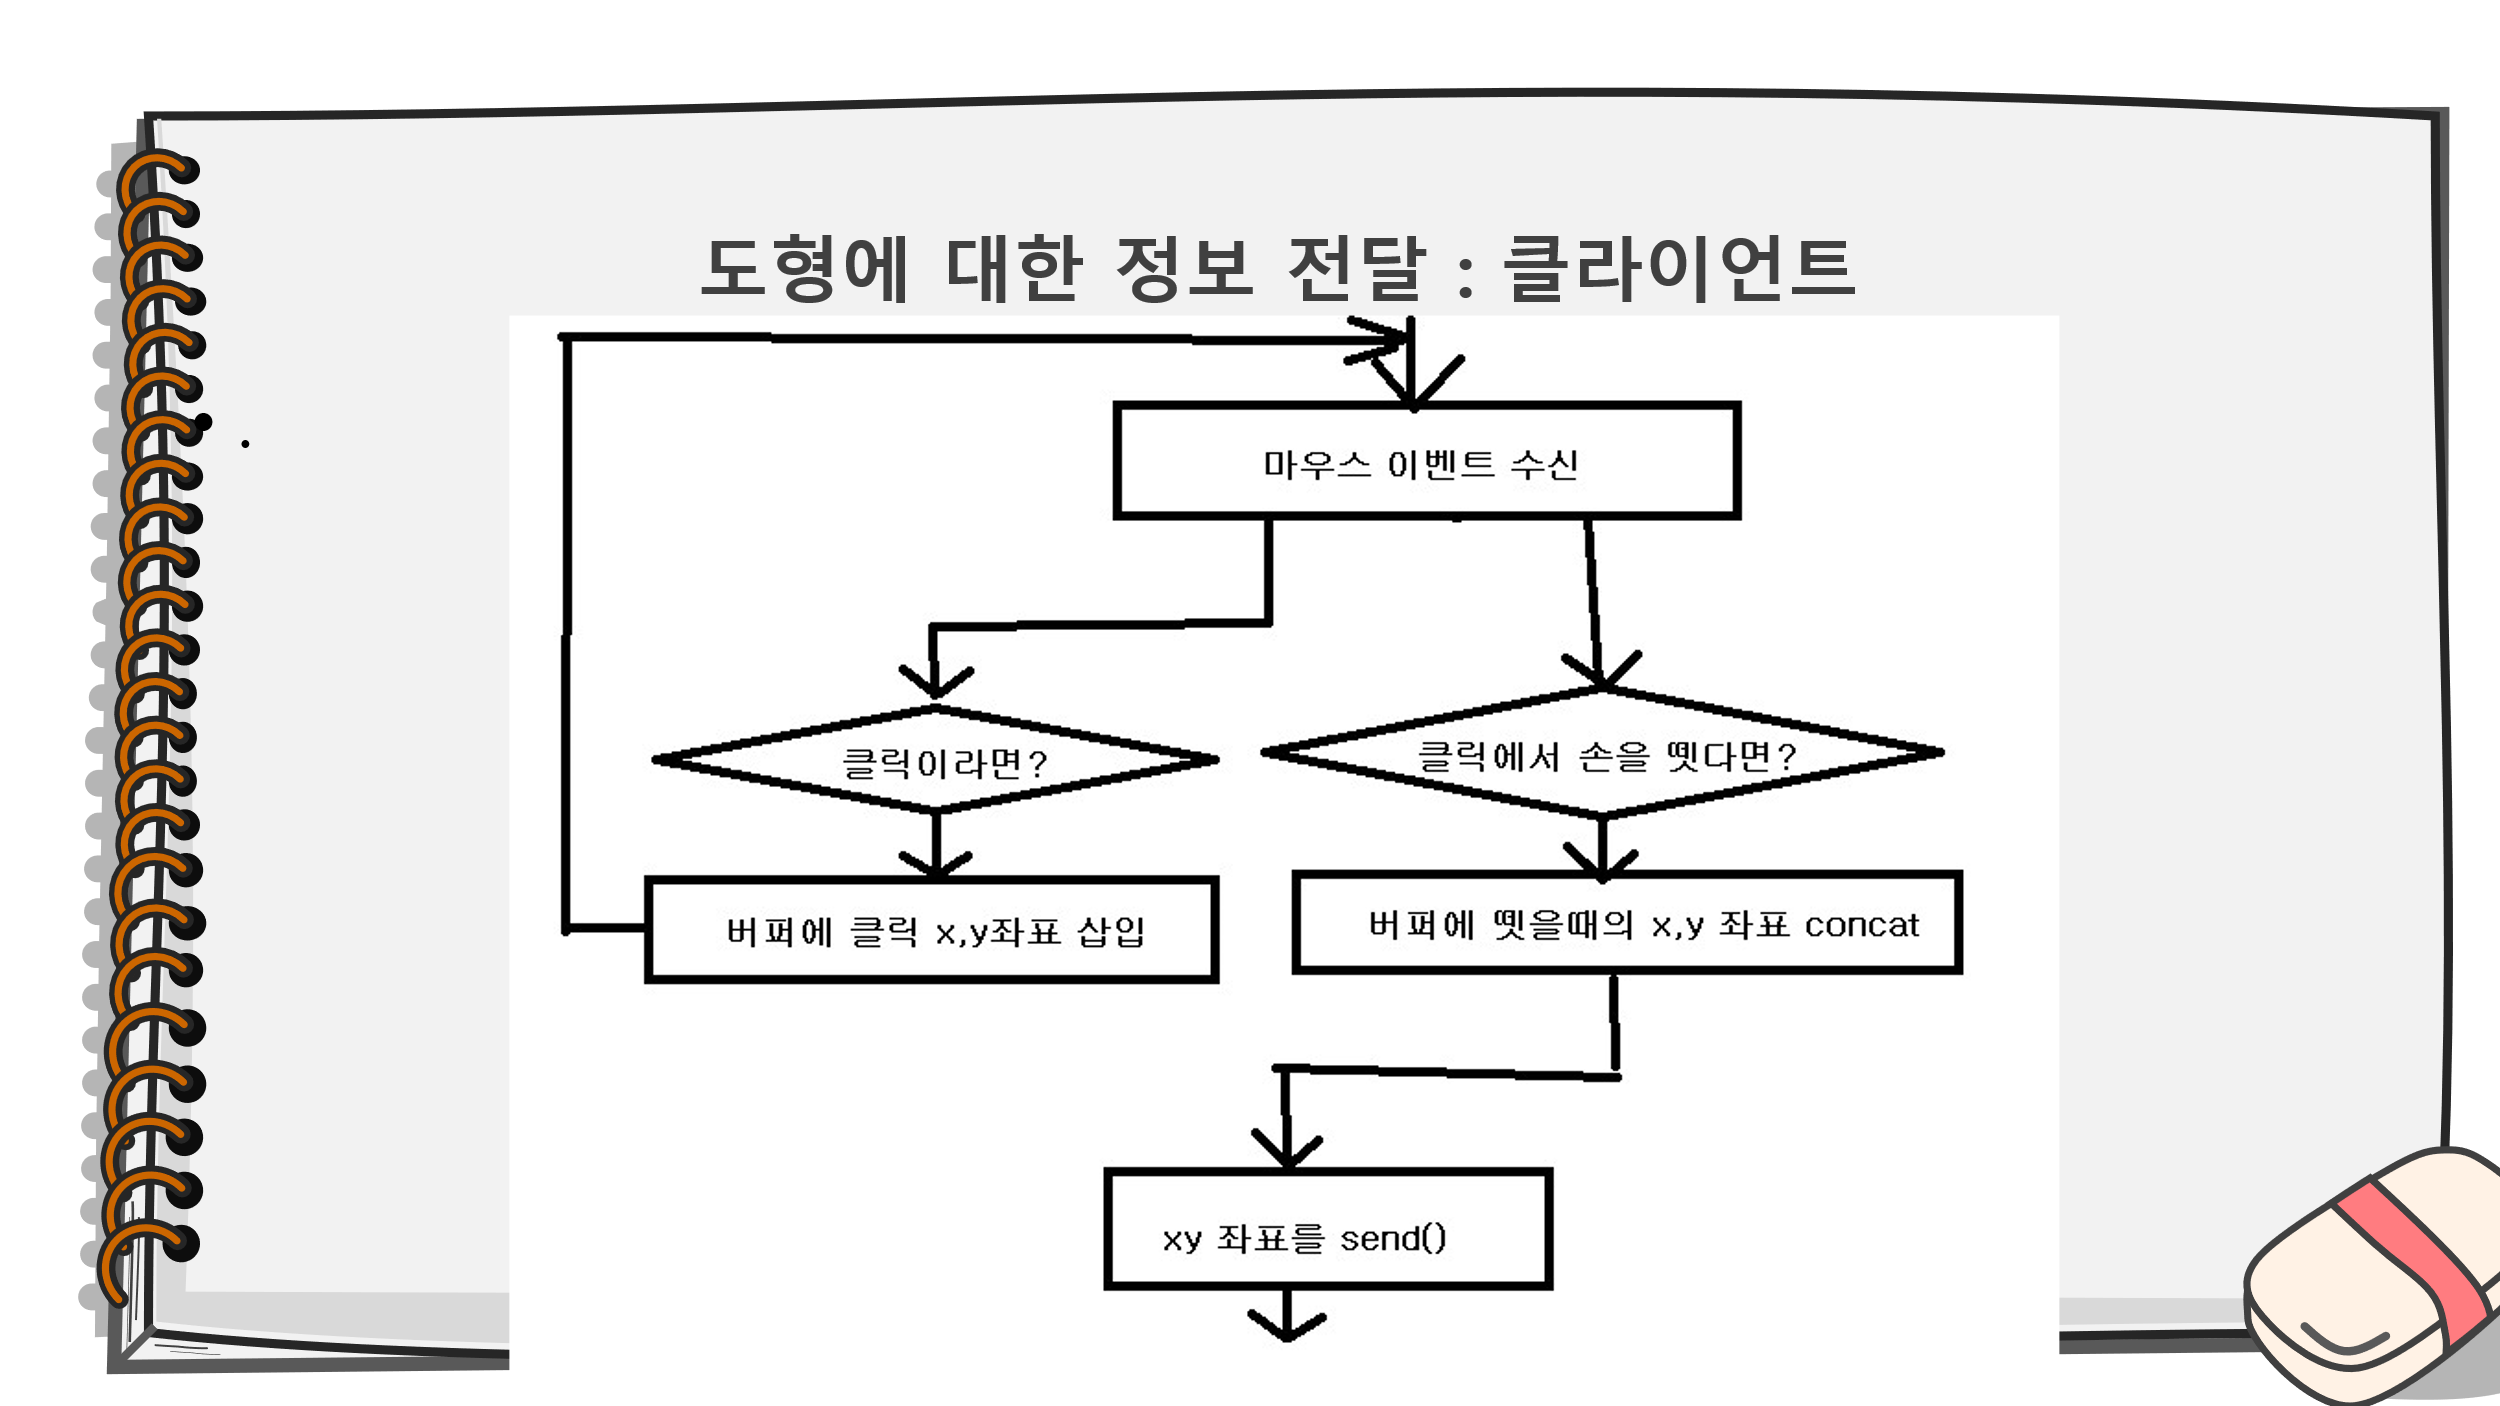 도형에 대한 정보 전달 : 클라이언트
마우스 이벤트 수신
클릭이라면?
클릭에서 손을 뗏다면?
버퍼에 클릭 x,y좌표 삽입
버퍼에 뗏을때의 x,y 좌표 concat
xy 좌표를 send()